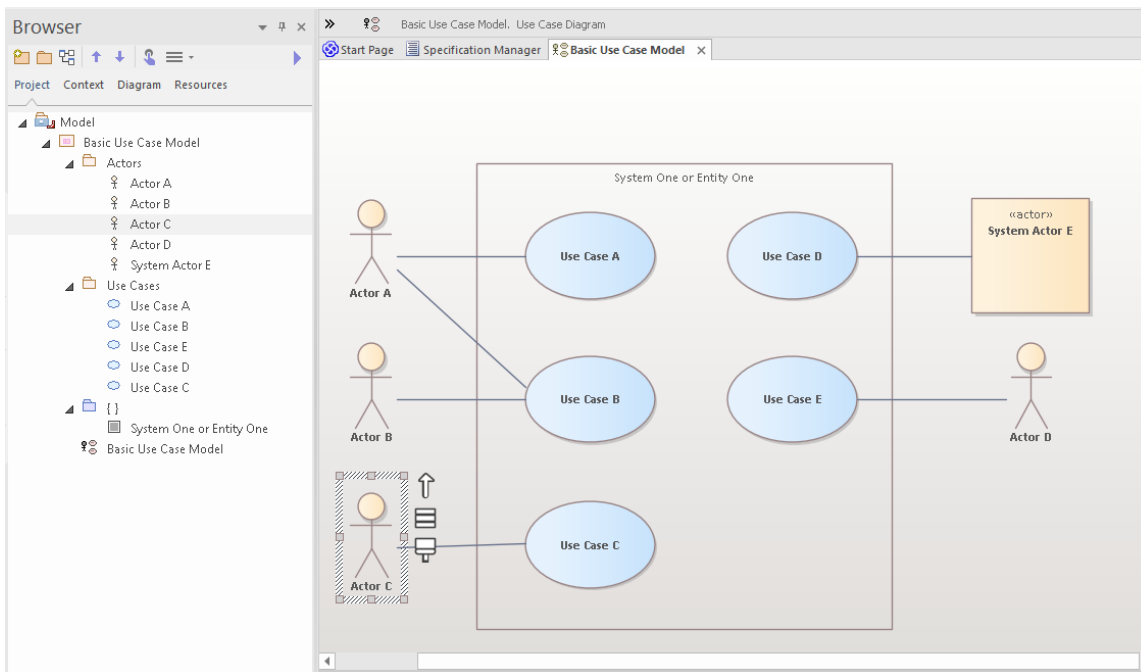 Browser
Project Context Diagram Resources
Model
Basic Use Case Model
Actors
Actor A
Actor B
Actor C
Actor D
System Actor E
Use Cases
Use Case A
Use Case B
Use Case E
Use Case D
Use Case C
{ }
System One or Entity One
Basic Use Case Model
Basic Use Case Model. Use Case Diagram
Start Page Specification Manager Basic Use Case Model
System One or Entity One
Actor A
Use Case A
Use Case D
«actor»
System Actor E
Actor B
Use Case B
Use Case E
Actor D
Actor C
Use Case C